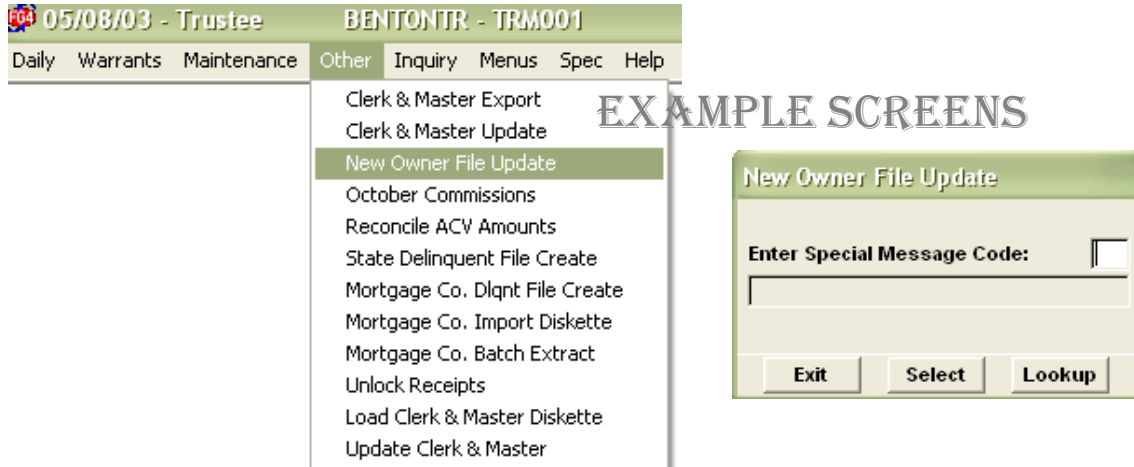 FG4 05/08/03 - Trustee BENTONTR - TRM001
Daily Warrants Maintenance Other Inquiry Menus Spec Help
Clerk & Master Export
Clerk & Master Update
New Owner File Update
October Commissions
Reconcile ACV Amounts
State Delinquent File Create
Mortgage Co. Dlqnt File Create
Mortgage Co. Import Diskette
Mortgage Co. Batch Extract
Unlock Receipts
Load Clerk & Master Diskette
Update Clerk & Master
EXAMPLE SCREENS
New Owner File Update
Enter Special Message Code:
Exit Select Lookup